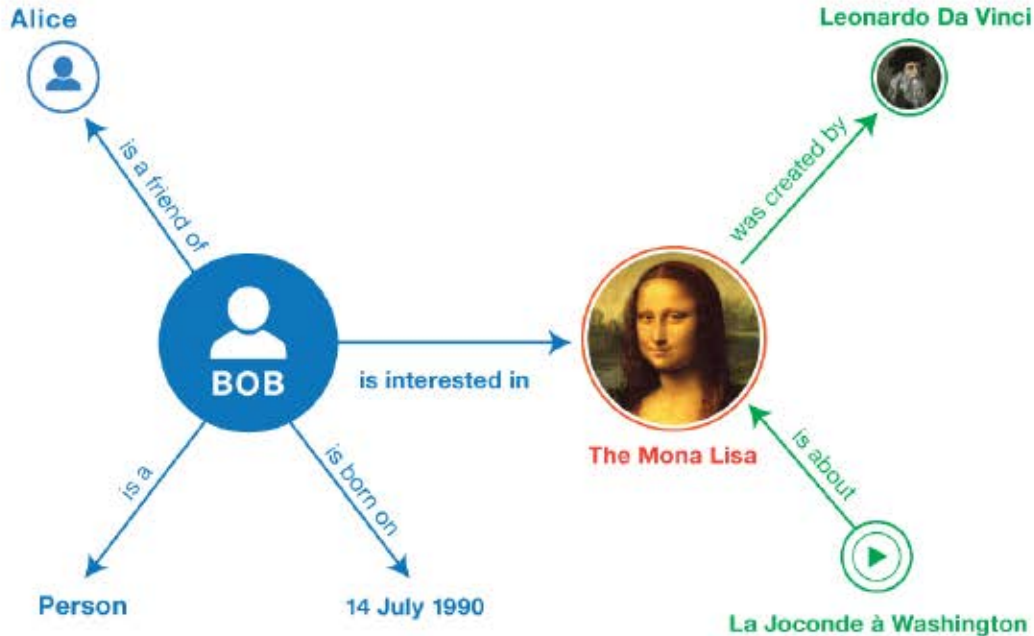 Alice
Leonardo Da Vinci
is a friend of
was created by
BOB
is interested in
The Mona Lisa
is a
is born on
is about
Person
14 July 1990
La Joconde à Washington